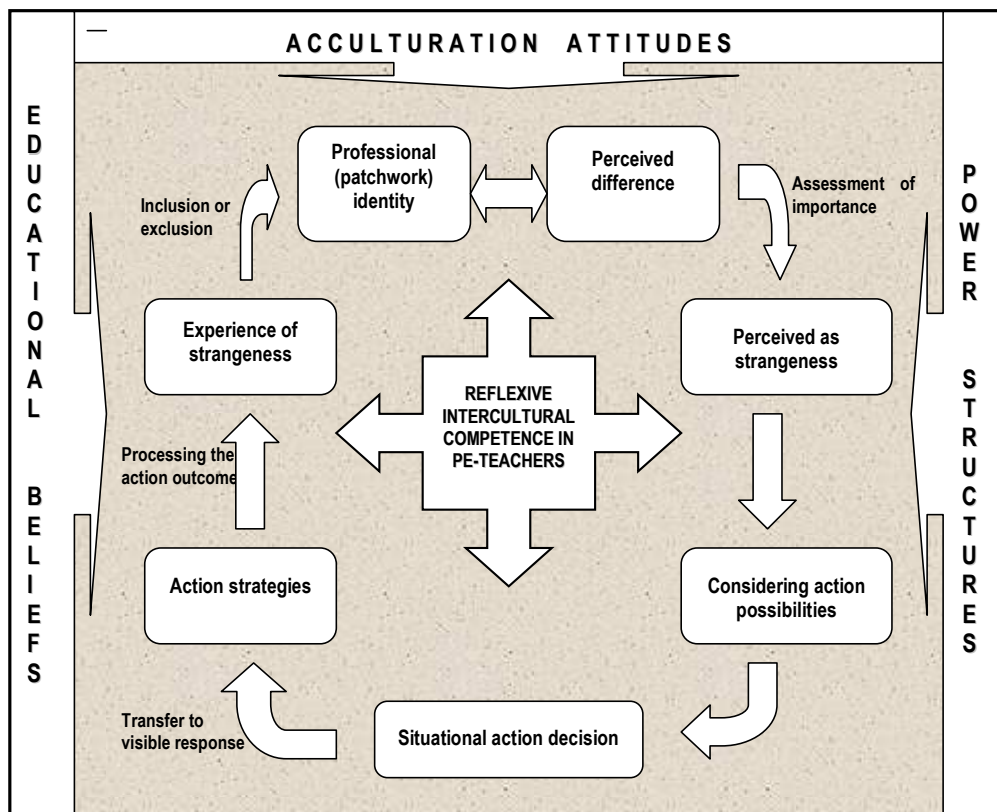 ACCULTURATION ATTITUDES
EDUCATIONAL BELIEFS
POWER STRUCTURES
Professional
(patchwork)
identity
Perceived
difference
Assessment of
importance
Inclusion or
exclusion
Experience of
strangeness
Perceived as
strangeness
REFLEXIVE
INTERCULTURAL
COMPETENCE IN
PE-TEACHERS
Processing the
action outcome
Action strategies
Considering action
possibilities
Transfer to
visible response
Situational action decision